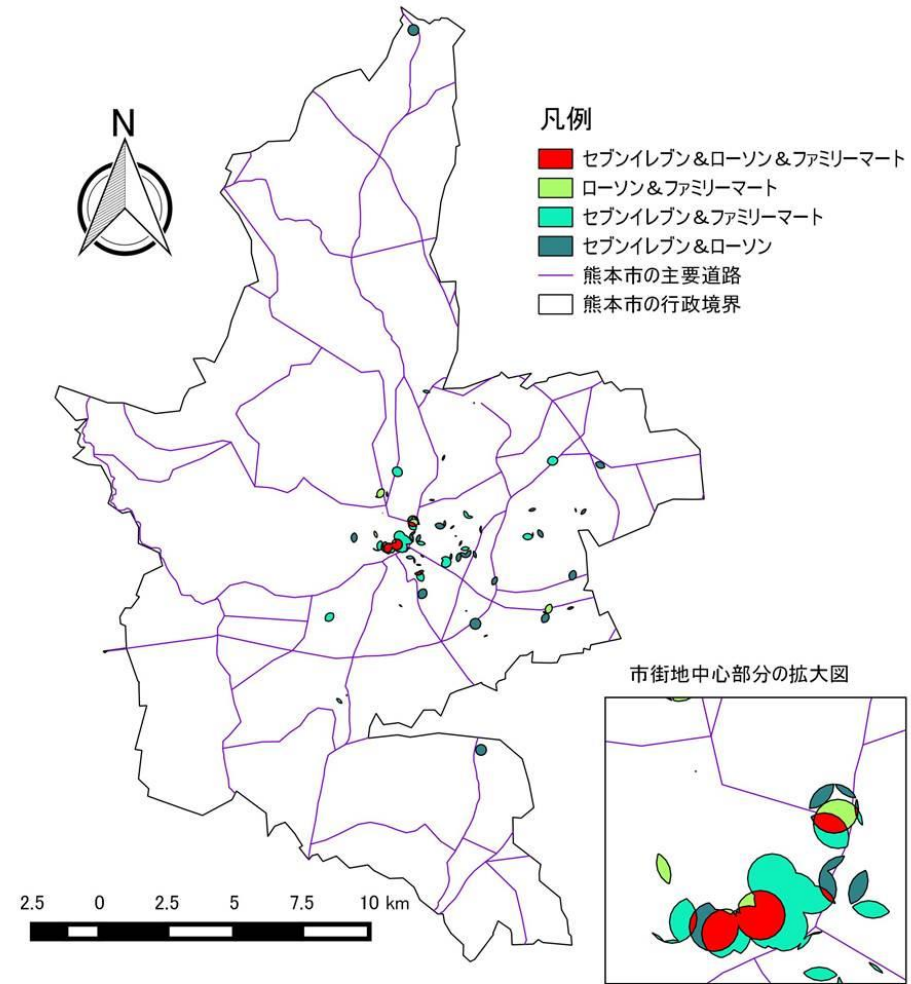 N
凡例
セブンイレブン&ローソン&ファミリーマート
ローソン&ファミリーマート
セブンイレブン&ファミリーマート
セブンイレブン&ローソン
熊本市の主要道路
熊本市の行政境界
市街地中心部分の拡大図
2.5 0 2.5 5 7.5 10 km